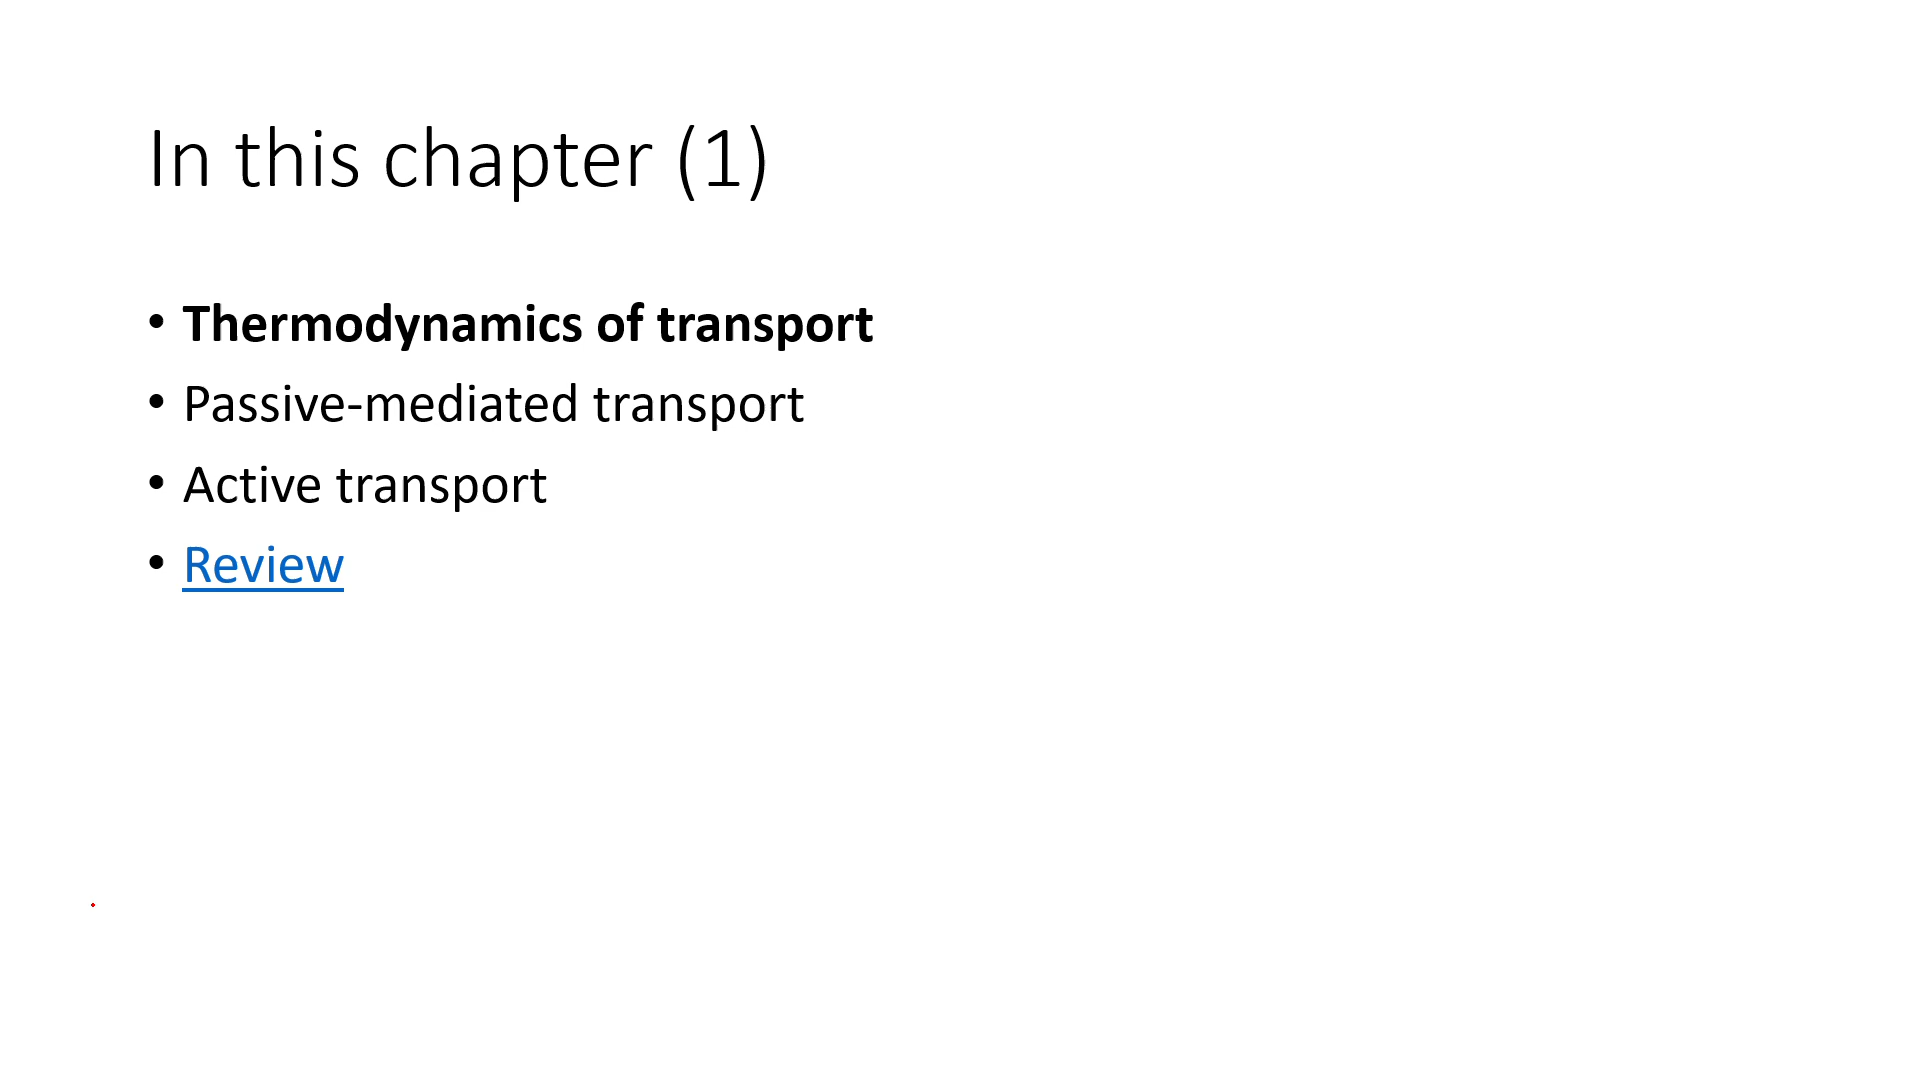 In this chapter (1)
• Thermodynamics of transport
• Passive-mediated transport
• Active transport
• Review